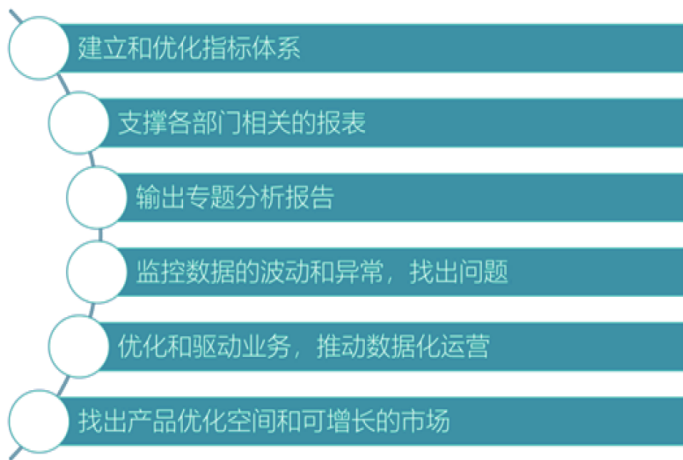 建立和优化指标体系
支撑各部门相关的报表
输出专题分析报告
监控数据的波动和异常，找出问题
优化和驱动业务，推动数据化运营
找出产品优化空间和可增长的市场